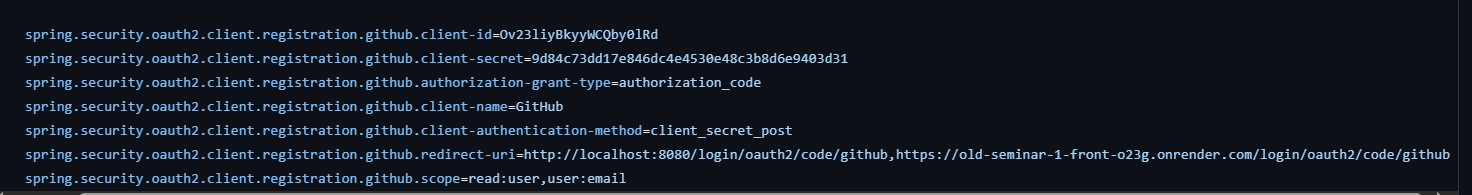 spring.security.oauth2.client.registration.github.client-id=Ov23liyBkyyWCQby0lRd
spring.security.oauth2.client.registration.github.client-secret=9d84c73dd17e846dc4e4530e48c3b8d6e9403d31
spring.security.oauth2.client.registration.github.authorization-grant-type=authorization_code
spring.security.oauth2.client.registration.github.client-name=GitHub
spring.security.oauth2.client.registration.github.client-authentication-method=client_secret_post
spring.security.oauth2.client.registration.github.redirect-uri=http://localhost:8080/login/oauth2/code/github,https://old-seminar-1-front-o23g.onrender.com/login/oauth2/code/github
spring.security.oauth2.client.registration.github.scope=read:user,user:email